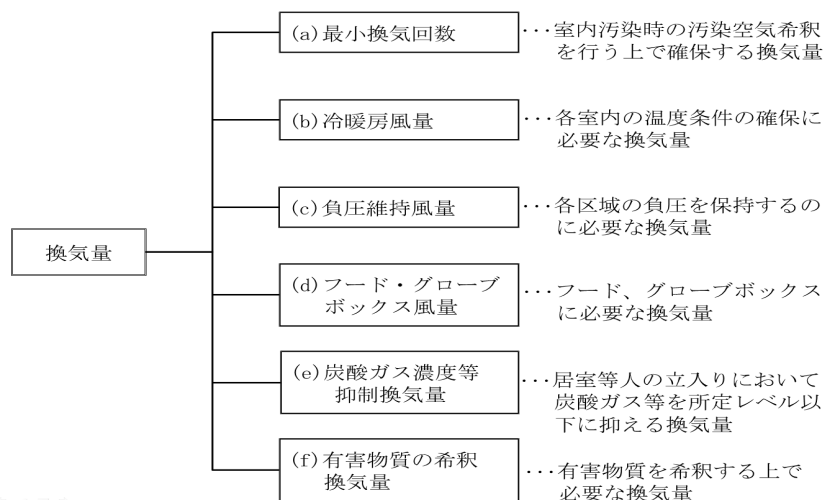 (a)最小換気回数
･･･室内汚染時の汚染空気希釈
を行う上で確保する換気量
(b)冷暖房風量
･･･各室内の温度条件の確保に
必要な換気量
(c)負圧維持風量
･･･各区域の負圧を保持するの
に必要な換気量
換気量
(d)フード・グローブ
ボックス風量
･･･フード、グローブボックス
に必要な換気量
(e)炭酸ガス濃度等
抑制換気量
･･･居室等人の立入りにおいて
炭酸ガス等を所定レベル以
下に抑える換気量
(f)有害物質の希釈
換気量
･･･有害物質を希釈する上で
必要な換気量